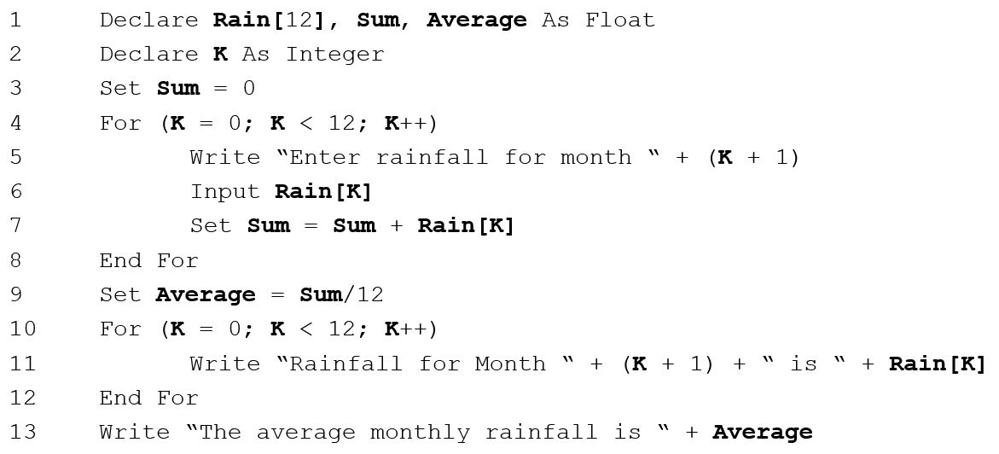 1 Declare Rain[12], Sum, Average As Float
2 Declare K As Integer
3 Set Sum = 0
4 For (K = 0; K < 12; K++)
5 Write “Enter rainfall for month “ + (K + 1)
6 Input Rain[K]
7 Set Sum = Sum + Rain[K]
8 End For
9 Set Average = Sum/12
10 For (K = 0; K < 12; K++)
11 Write “Rainfall for Month “ + (K + 1) + “ is “ + Rain[K]
12 End For
13 Write “The average monthly rainfall is “ + Average